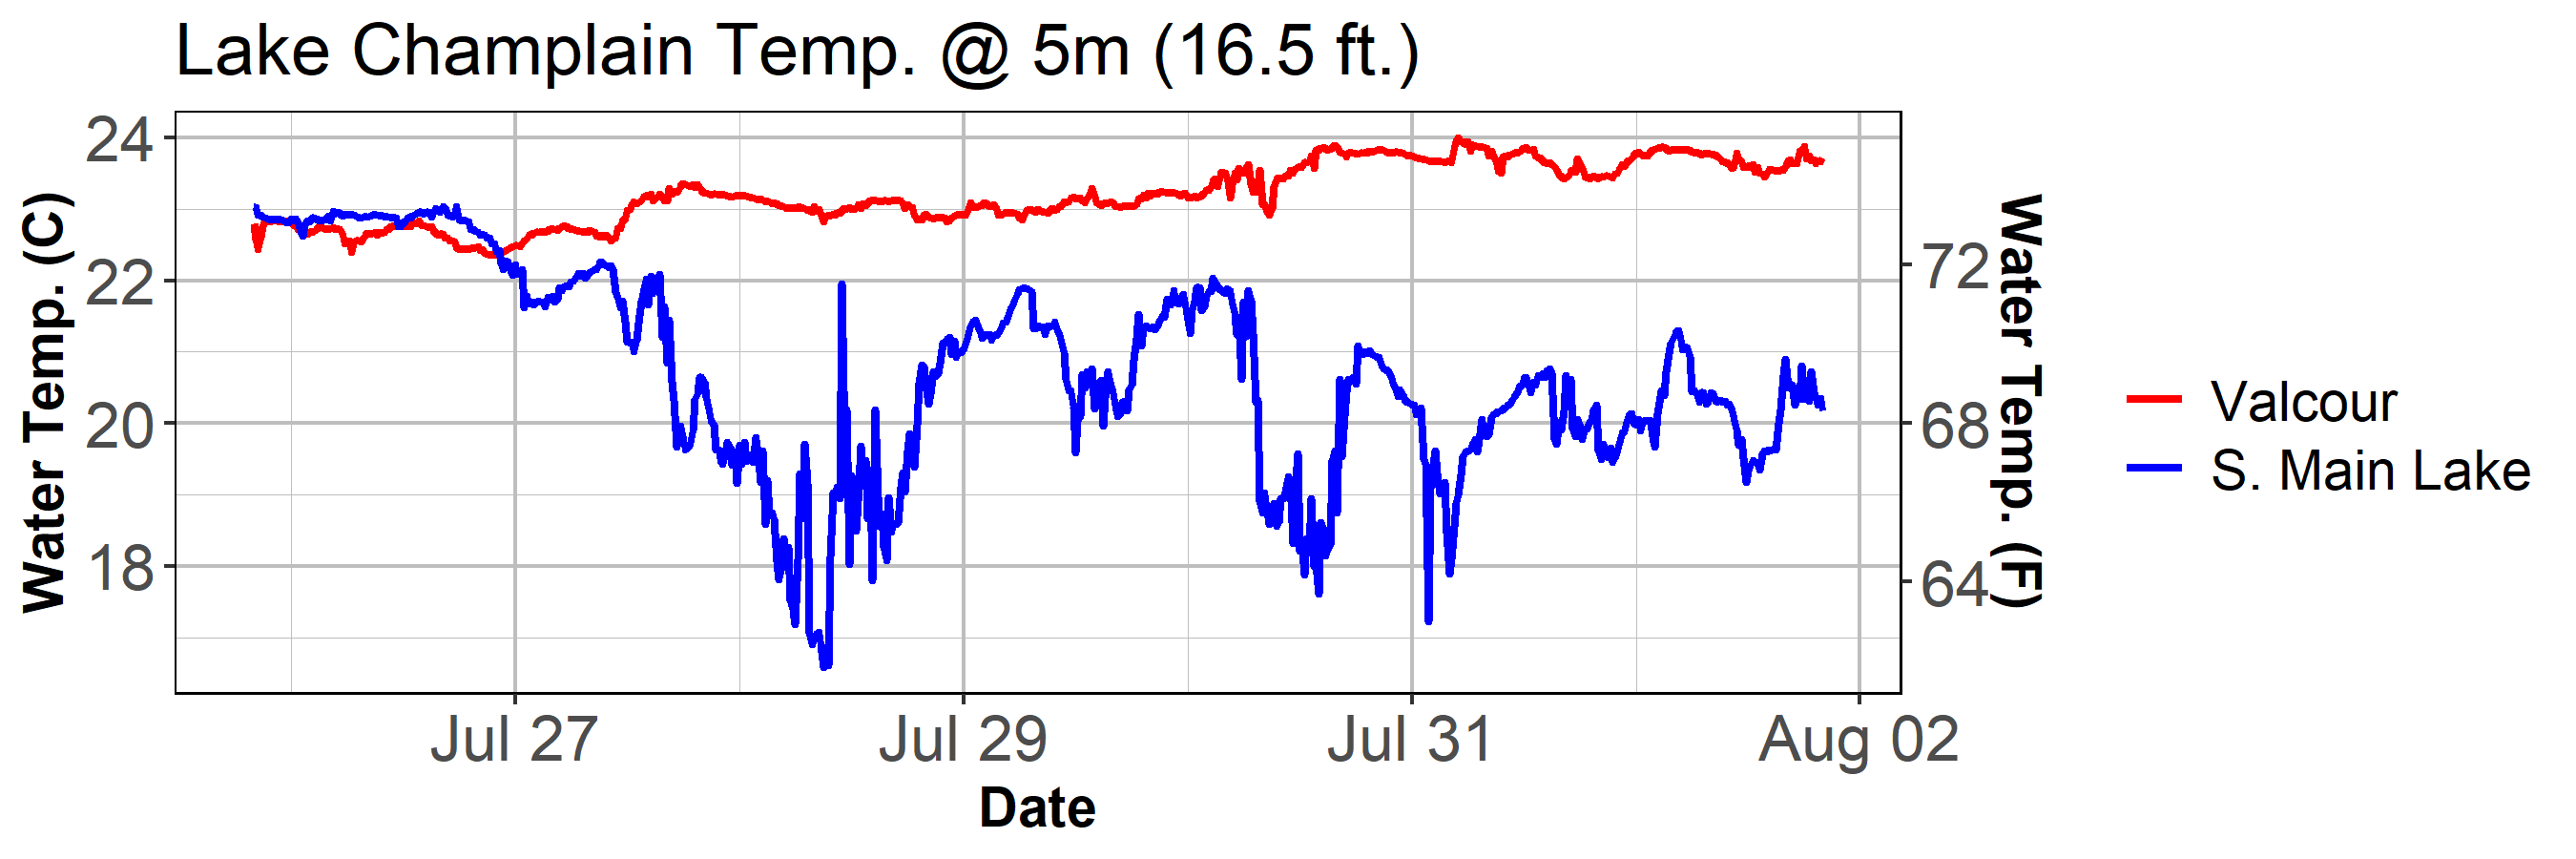 Lake Champlain Temp. @ 5m (16.5 ft.)
Water Temp. (C)
24
22
20
18
72
68
64
Water Temp. (F)
Jul 27
Jul 29
Jul 31
Aug 02
Date
Valcour
S. Main Lake